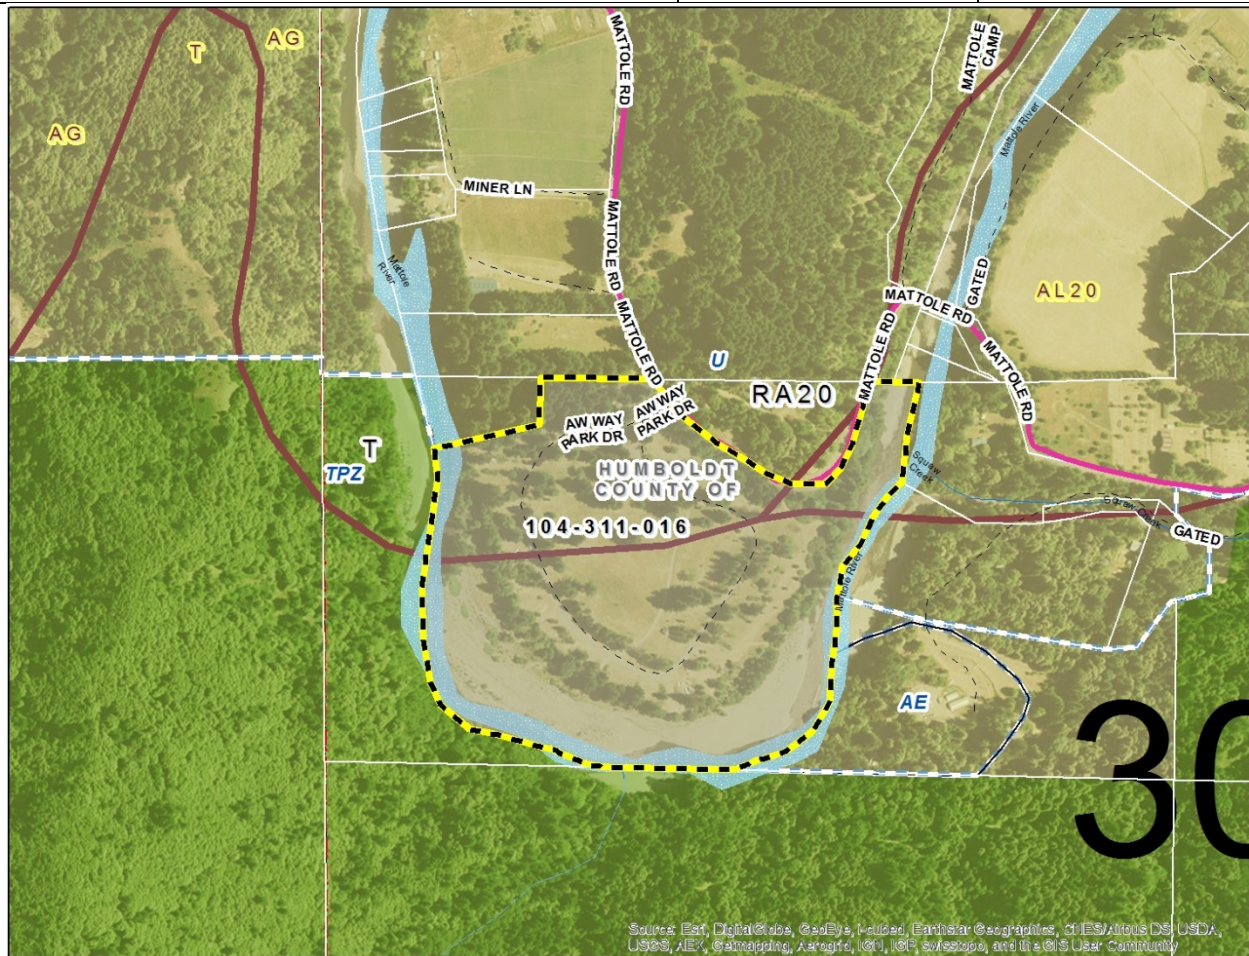 MATTOLE RD
MATTOLE
CAMP
T
AG
AG
Mattole River
MINER LN
MATTOLE RD
Mattole
River
GATED
AL20
MATTOLE RD
MATTOLE RD
MATTOLE RD
MATTOLE RD
U
RA20
AW WAY
PARK DR
AW WAY
PARK DR
T
TPZ
HUMBOLDT
COUNTY OF
Squaw
Creek
Squaw Creek
104-311-016
GATED
Mattole River
AE
30
Source: Esri, DigitalGlobe, GeoEye, i-cubed, Earthstar Geographics, CNES/Airbus DS, USDA,
USGS, AEX, Getmapping, Aerogrid, IGN, IGP, swisstopo, and the GIS User Community